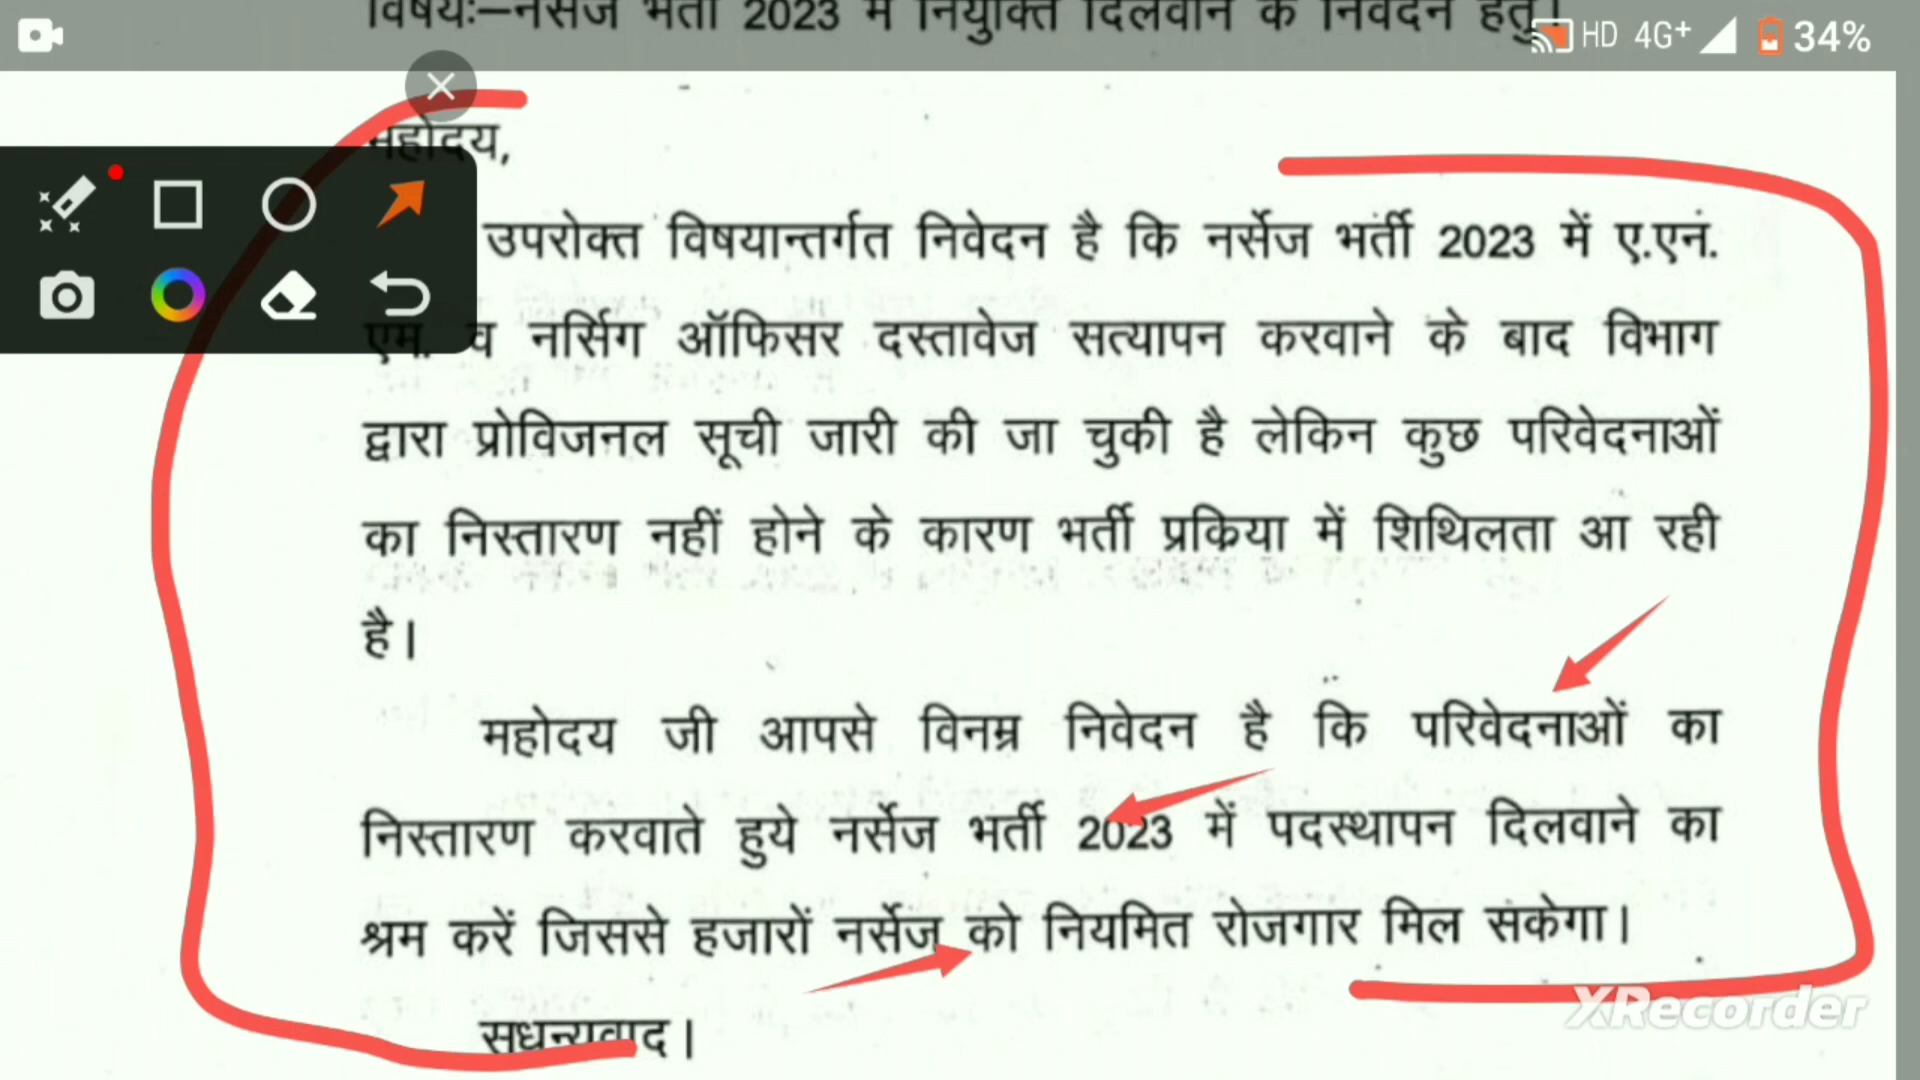 विषयः–नर्सेज भर्ती 2023 में नियुक्ति दिलवाने के निवेदन हेतु।
HD 4G+ 34%
महोदय,
उपरोक्त विषयान्तर्गत निवेदन है कि नर्सेज भर्ती 2023 में ए.एन.
एम. व नर्सिग ऑफिसर दस्तावेज सत्यापन करवाने के बाद विभाग
द्वारा प्रोविजनल सूची जारी की जा चुकी है लेकिन कुछ परिवेदनाओं
का निस्तारण नहीं होने के कारण भर्ती प्रकिया में शिथिलता आ रही
है।
महोदय जी आपसे विनम्र निवेदन है कि परिवेदनाओं का
निस्तारण करवाते हुये नर्सेज भर्ती 2023 में पदस्थापन दिलवाने का
श्रम करें जिससे हजारों नर्सेज को नियमित रोजगार मिल सकेगा।
XRecorder
सधन्यवाद।